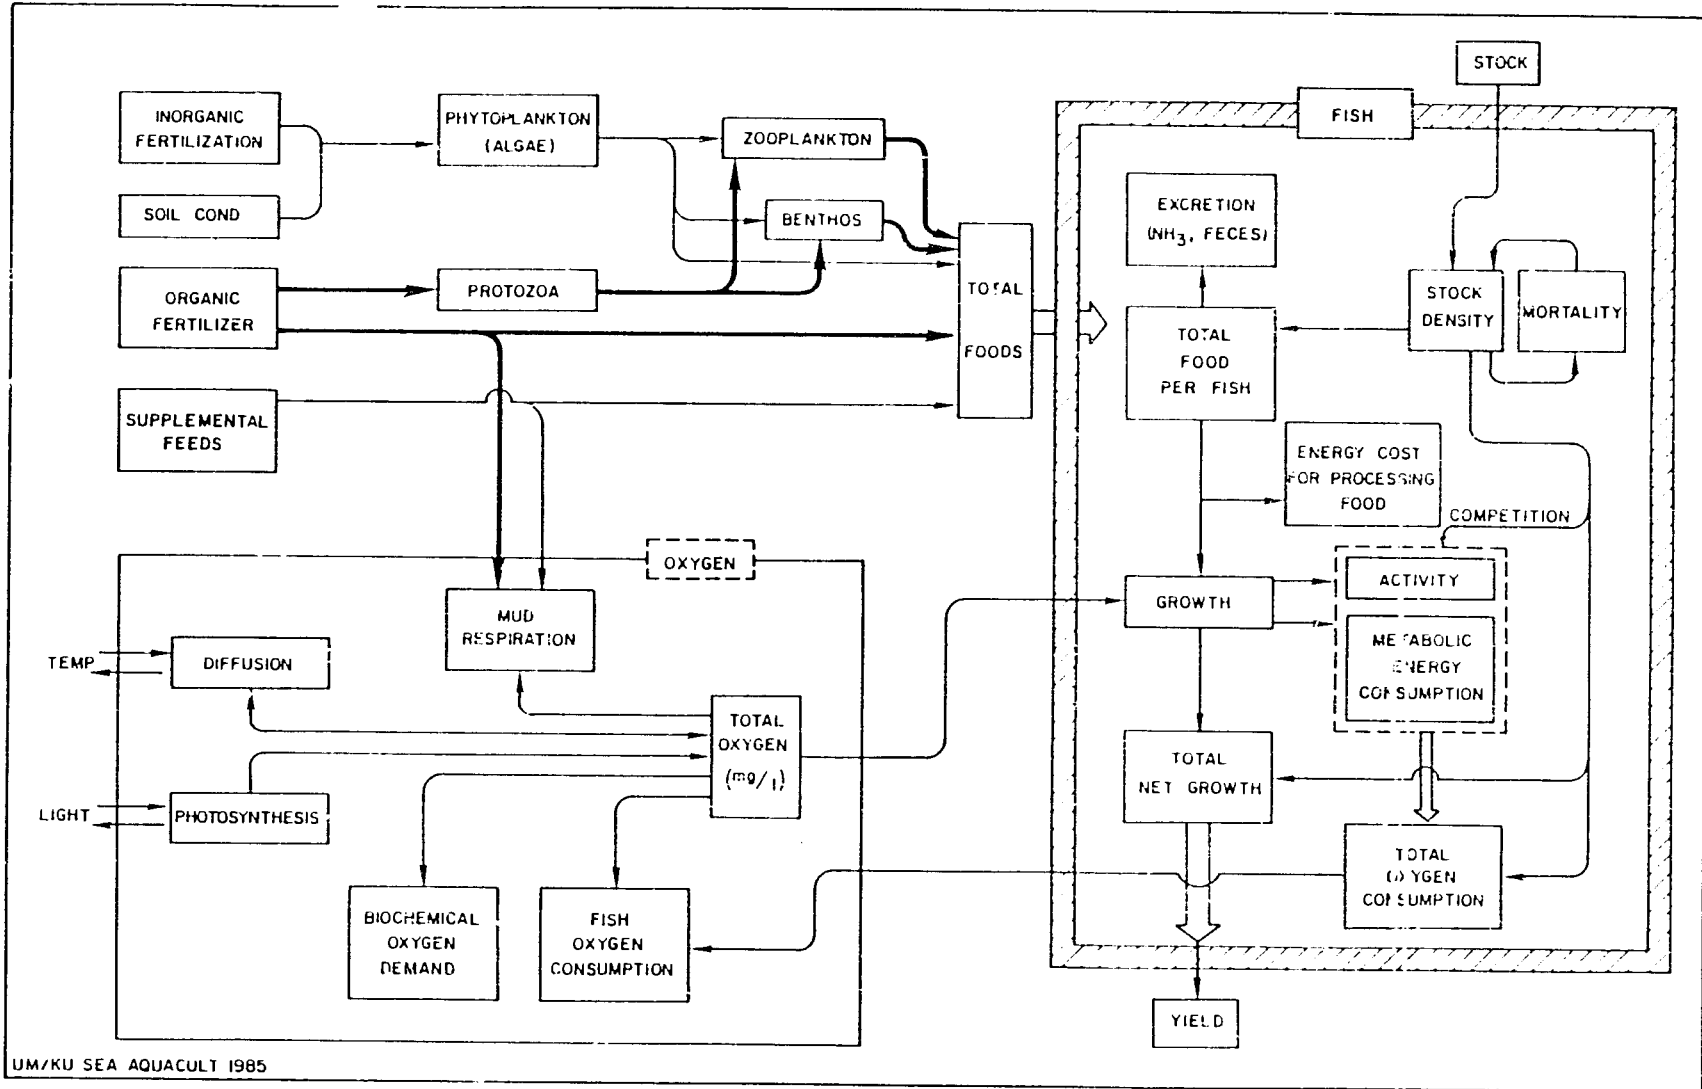 STOCK
FISH
INORGANIC
FERTILIZATION
PHYTOPLANKTON
(ALGAE)
ZOOPLANKTON
SOIL COND
BENTHOS
EXCRETION
(NH3, FECES)
ORGANIC
FERTILIZER
PROTOZOA
TOTAL
FOODS
TOTAL
FOOD
PER FISH
STOCK
DENSITY
MORTALITY
SUPPLEMENTAL
FEEDS
ENERGY COST
FOR PROCESSING
FOOD
COMPETITION
OXYGEN
MUD
RESPIRATION
GROWTH
ACTIVITY
METABOLIC
ENERGY
CONSUMPTION
TEMP
DIFFUSION
TOTAL
OXYGEN
(mg/l)
TOTAL
NET GROWTH
LIGHT
PHOTOSYNTHESIS
TOTAL
OXYGEN
CONSUMPTION
BIOCHEMICAL
OXYGEN
DEMAND
FISH
OXYGEN
CONSUMPTION
YIELD
UM/KU SEA AQUACULT 1985